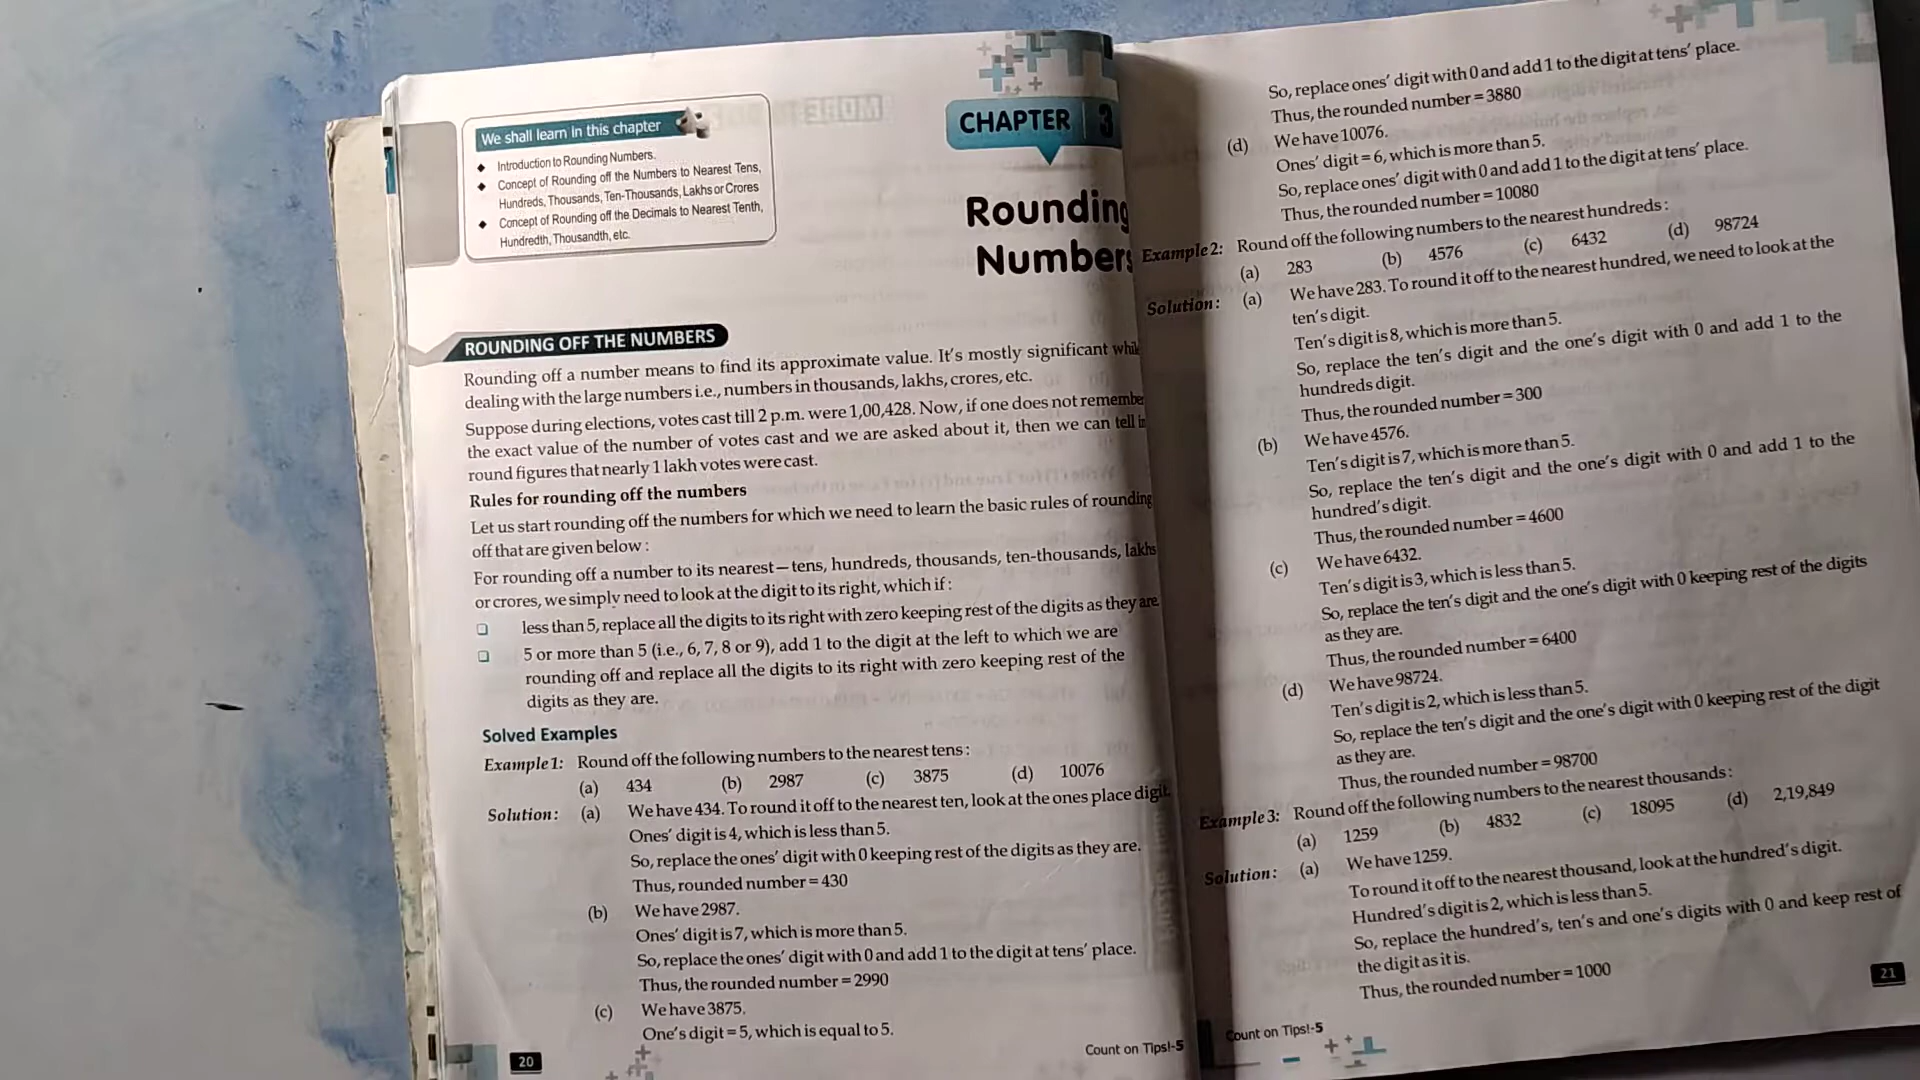 We shall learn in this chapter
◆ Introduction to Rounding Numbers.
◆ Concept of Rounding off the Numbers to Nearest Tens,
Hundreds, Thousands, Ten-Thousands, Lakhs or Crores
◆ Concept of Rounding off the Decimals to Nearest Tenth,
Hundredth, Thousandth, etc.
CHAPTER 3
Rounding
Numbers
ROUNDING OFF THE NUMBERS
Rounding off a number means to find its approximate value. It's mostly significant whil
dealing with the large numbers i.e., numbers in thousands, lakhs, crores, etc.
Suppose during elections, votes cast till 2 p.m. were 1,00,428. Now, if one does not remembe
the exact value of the number of votes cast and we are asked about it, then we can tell in
round figures that nearly 1 lakh votes were cast.
Rules for rounding off the numbers
Let us start rounding off the numbers for which we need to learn the basic rules of rounding
off that are given below :
For rounding off a number to its nearest—tens, hundreds, thousands, ten-thousands, lakhs
or crores, we simply need to look at the digit to its right, which if :
❑ less than 5, replace all the digits to its right with zero keeping rest of the digits as they are.
❑ 5 or more than 5 (i.e., 6, 7, 8 or 9), add 1 to the digit at the left to which we are
rounding off and replace all the digits to its right with zero keeping rest of the
digits as they are.
Solved Examples
Example 1: Round off the following numbers to the nearest tens :
(a) 434 (b) 2987 (c) 3875 (d) 10076
Solution : (a) We have 434. To round it off to the nearest ten, look at the ones place digit.
Ones' digit is 4, which is less than 5.
So, replace the ones' digit with 0 keeping rest of the digits as they are.
Thus, rounded number = 430
(b) We have 2987.
Ones' digit is 7, which is more than 5.
So, replace the ones' digit with 0 and add 1 to the digit at tens' place.
Thus, the rounded number = 2990
(c) We have 3875.
One's digit = 5, which is equal to 5.
20
Count on Tips!-5
So, replace ones' digit with 0 and add 1 to the digit at tens' place.
Thus, the rounded number = 3880
(d) We have 10076.
Ones' digit = 6, which is more than 5.
So, replace ones' digit with 0 and add 1 to the digit at tens' place.
Thus, the rounded number = 10080
Example 2: Round off the following numbers to the nearest hundreds :
(a) 283 (b) 4576 (c) 6432 (d) 98724
Solution : (a) We have 283. To round it off to the nearest hundred, we need to look at the
ten's digit.
Ten's digit is 8, which is more than 5.
So, replace the ten's digit and the one's digit with 0 and add 1 to the
hundreds digit.
Thus, the rounded number = 300
(b) We have 4576.
Ten's digit is 7, which is more than 5.
So, replace the ten's digit and the one's digit with 0 and add 1 to the
hundred's digit.
Thus, the rounded number = 4600
(c) We have 6432.
Ten's digit is 3, which is less than 5.
So, replace the ten's digit and the one's digit with 0 keeping rest of the digits
as they are.
Thus, the rounded number = 6400
(d) We have 98724.
Ten's digit is 2, which is less than 5.
So, replace the ten's digit and the one's digit with 0 keeping rest of the digit
as they are.
Thus, the rounded number = 98700
Example 3: Round off the following numbers to the nearest thousands :
(a) 1259 (b) 4832 (c) 18095 (d) 2,19,849
Solution : (a) We have 1259.
To round it off to the nearest thousand, look at the hundred's digit.
Hundred's digit is 2, which is less than 5.
So, replace the hundred's, ten's and one's digits with 0 and keep rest of
the digit as it is.
Thus, the rounded number = 1000
Count on Tips!-5
21